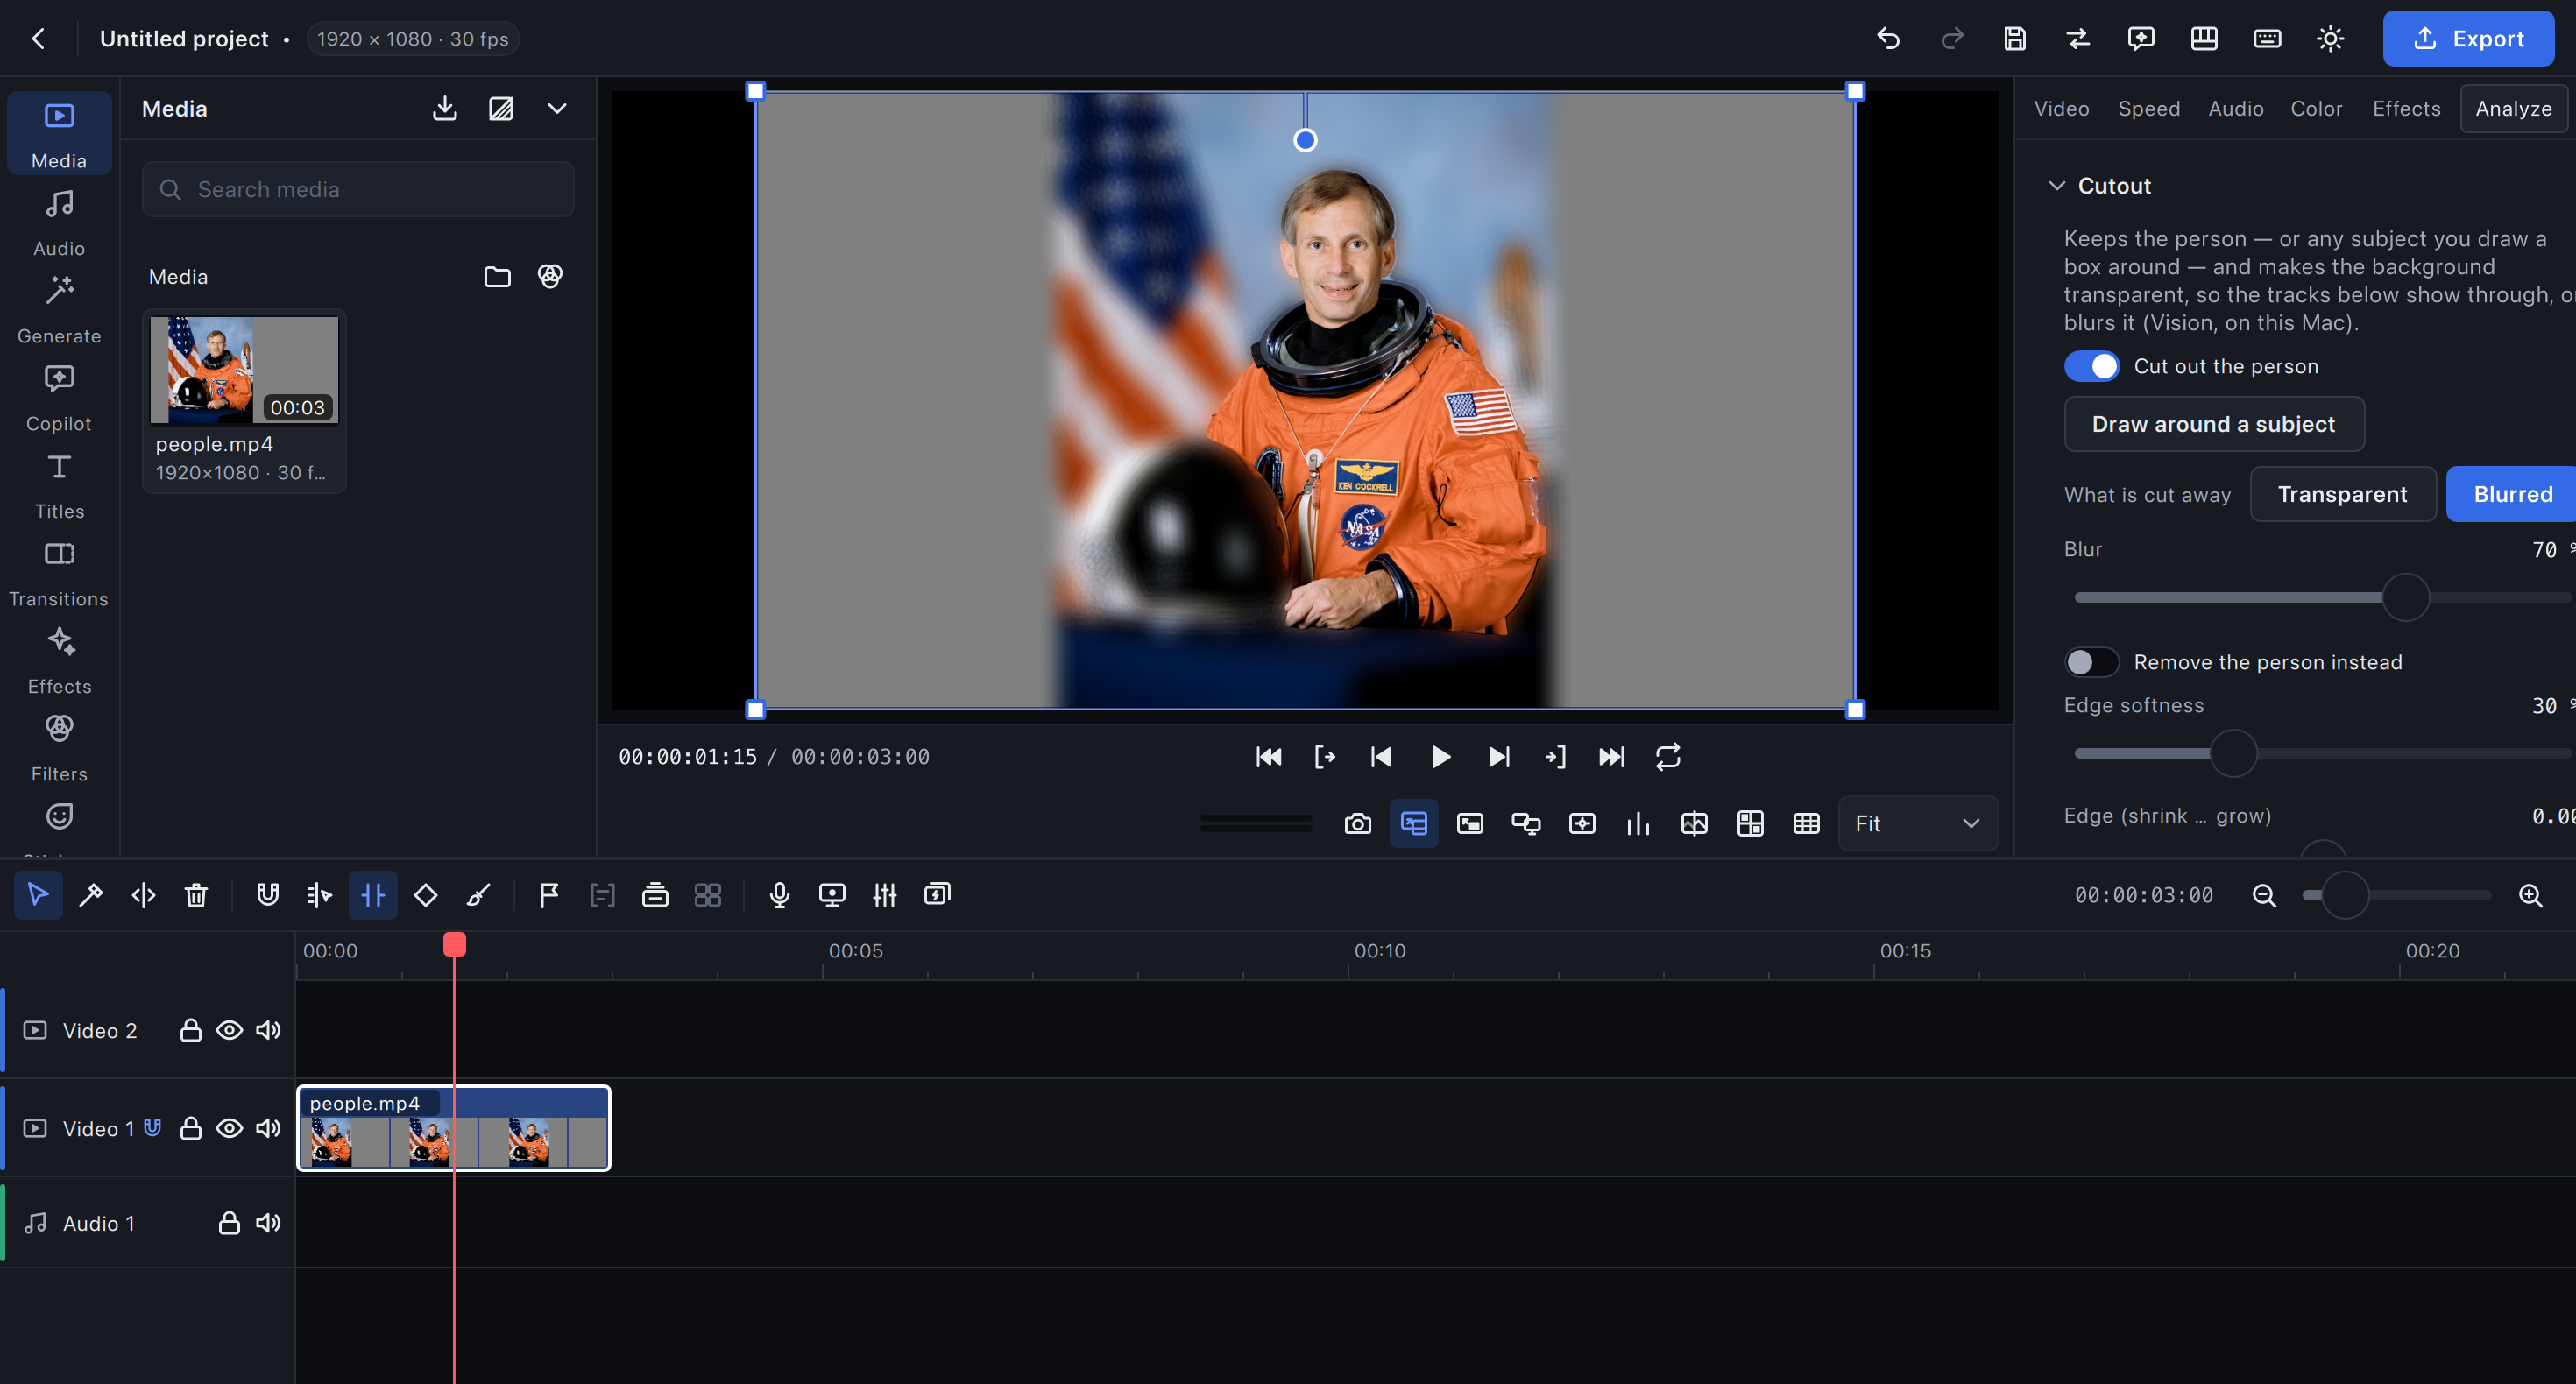 Untitled project • 1920 × 1080 · 30 fps
Export
Media
Audio
Generate
Copilot
Titles
Transitions
Effects
Filters
Media
Search media
Media
00:03
people.mp4
1920×1080 · 30 f…
KEN COCKRELL
NASA
00:00:01:15 / 00:00:03:00
Fit
Video Speed Audio Color Effects Analyze
Cutout
Keeps the person — or any subject you draw a
box around — and makes the background
transparent, so the tracks below show through, o
blurs it (Vision, on this Mac).
Cut out the person
Draw around a subject
What is cut away Transparent Blurred
Blur 70 %
Remove the person instead
Edge softness 30 %
Edge (shrink … grow) 0.00
00:00:03:00
00:00 00:05 00:10 00:15 00:20
Video 2
Video 1
people.mp4
Audio 1